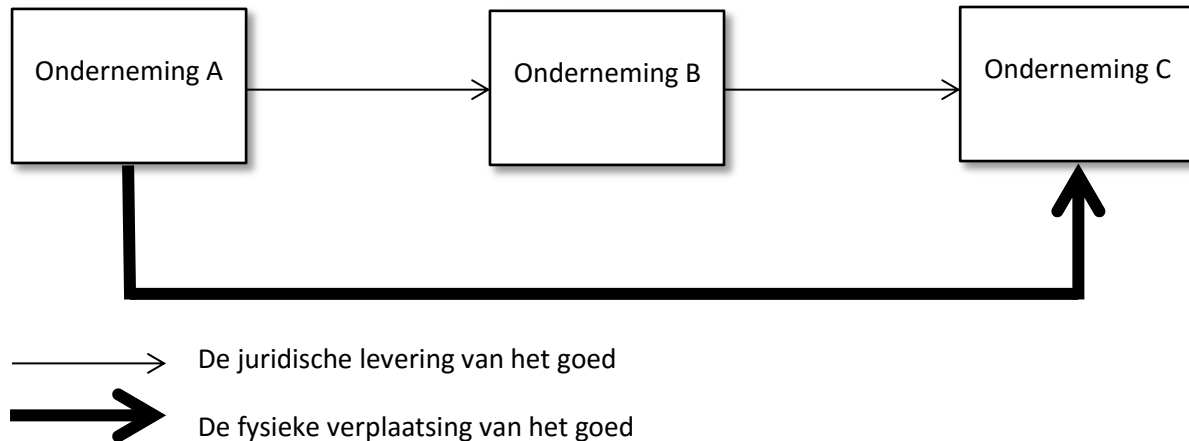 Onderneming A
Onderneming B
Onderneming C
De juridische levering van het goed
De fysieke verplaatsing van het goed